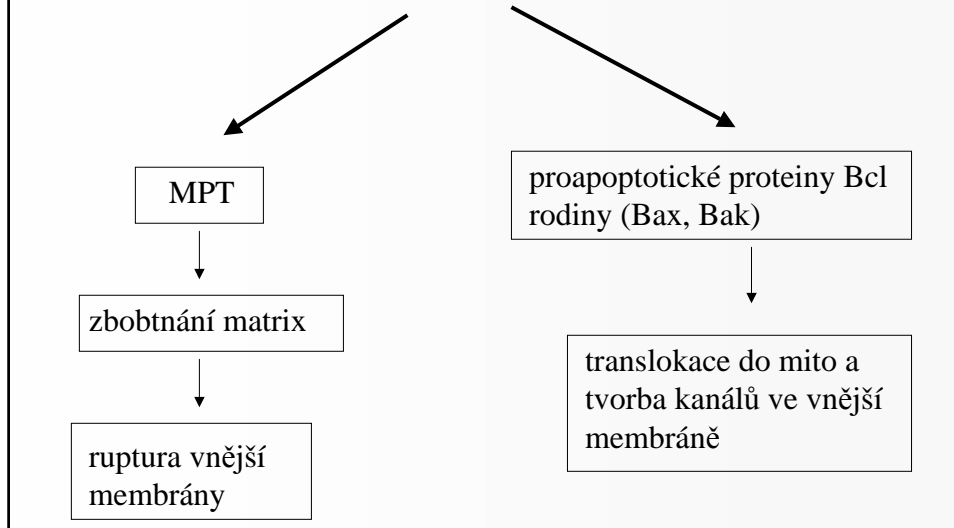 MPT
zbobtnání matrix
ruptura vnější
membrány
proapoptotické proteiny Bcl
rodiny (Bax, Bak)
translokace do mito a
tvorba kanálů ve vnější
membráně